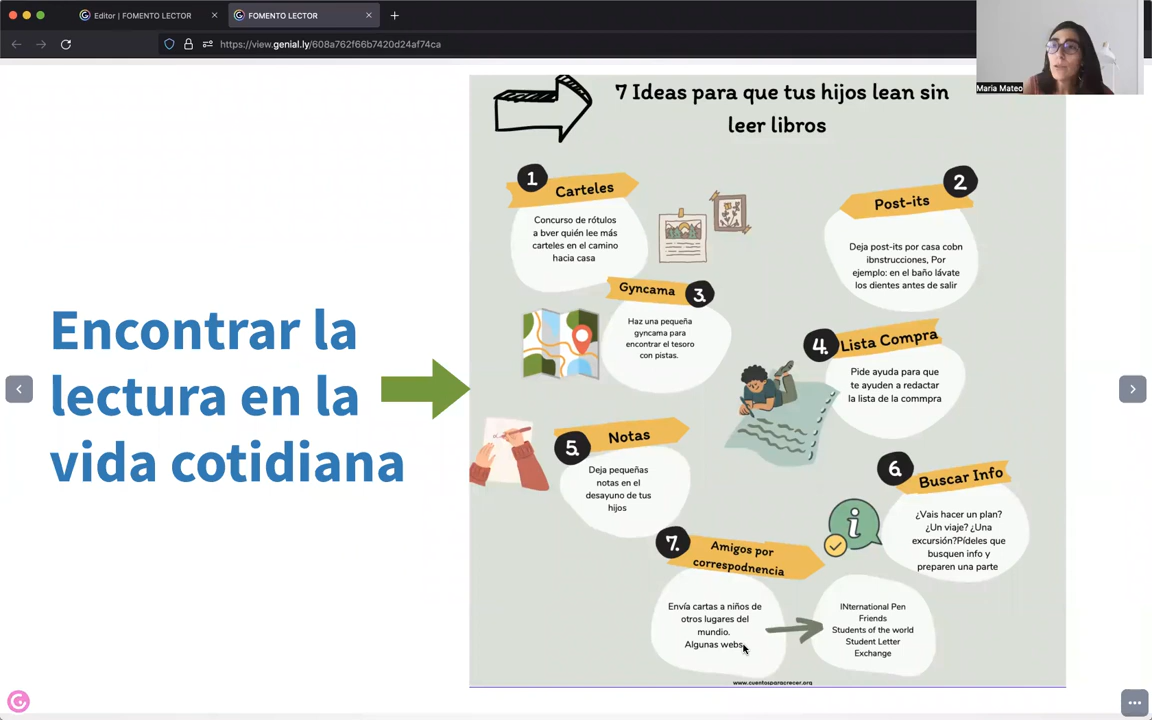 Editor | FOMENTO LECTOR
FOMENTO LECTOR
https://view.genial.ly/608a762f66b7420d24af74ca
Maria Mateo
Encontrar la
lectura en la
vida cotidiana
7 Ideas para que tus hijos lean sin
leer libros
1
Carteles
Concurso de rótulos
a bver quién lee más
carteles en el camino
hacia casa
2.
Post-its
Deja post-its por casa cobn
ibnstrucciones, Por
ejemplo: en el baño lávate
los dientes antes de salir
Gyncama
3.
Haz una pequeña
gyncama para
encontrar el tesoro
con pistas.
4.
Lista Compra
Pide ayuda para que
te ayuden a redactar
la lista de la commpra
5.
Notas
Deja pequeñas
notas en el
desayuno de tus
hijos
6.
Buscar Info
¿Vais hacer un plan?
¿Un viaje? ¿Una
excursión?Pídeles que
busquen info y
preparen una parte
7.
Amigos por
correspodnencia
Envía cartas a niños de
otros lugares del
mundio.
Algunas webs
INternational Pen
Friends
Students of the world
Student Letter
Exchange
www.cuentosparacrecer.org